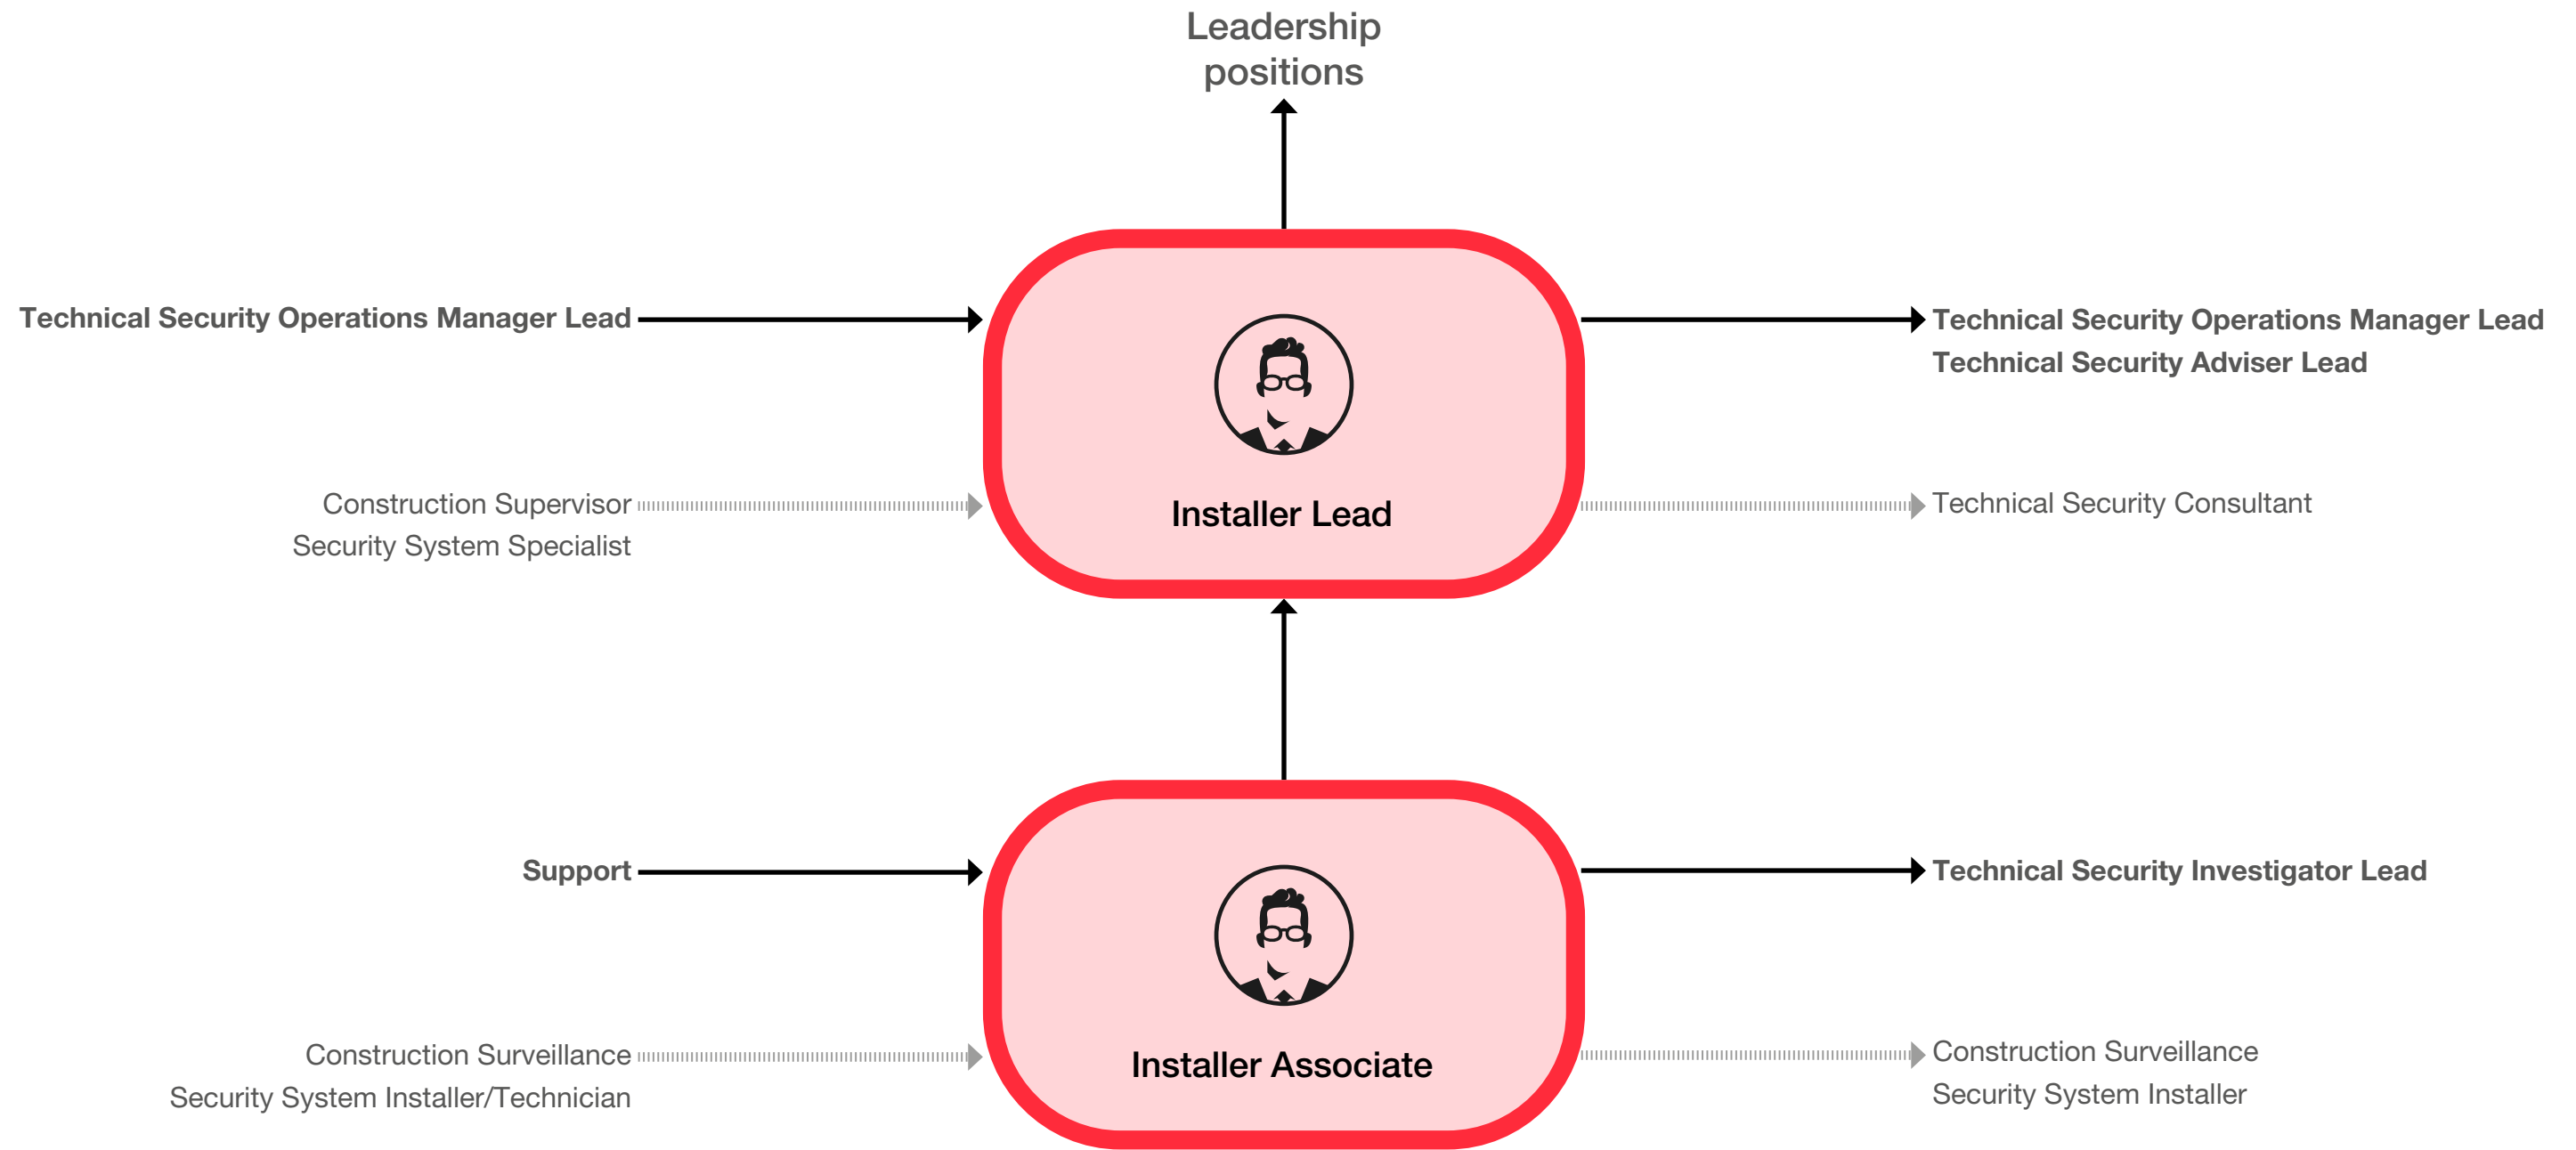 Leadership
positions
Technical Security Operations Manager Lead
Technical Security Operations Manager Lead
Technical Security Adviser Lead
Construction Supervisor
Security System Specialist
Installer Lead
Technical Security Consultant
Support
Technical Security Investigator Lead
Construction Surveillance
Security System Installer/Technician
Installer Associate
Construction Surveillance
Security System Installer